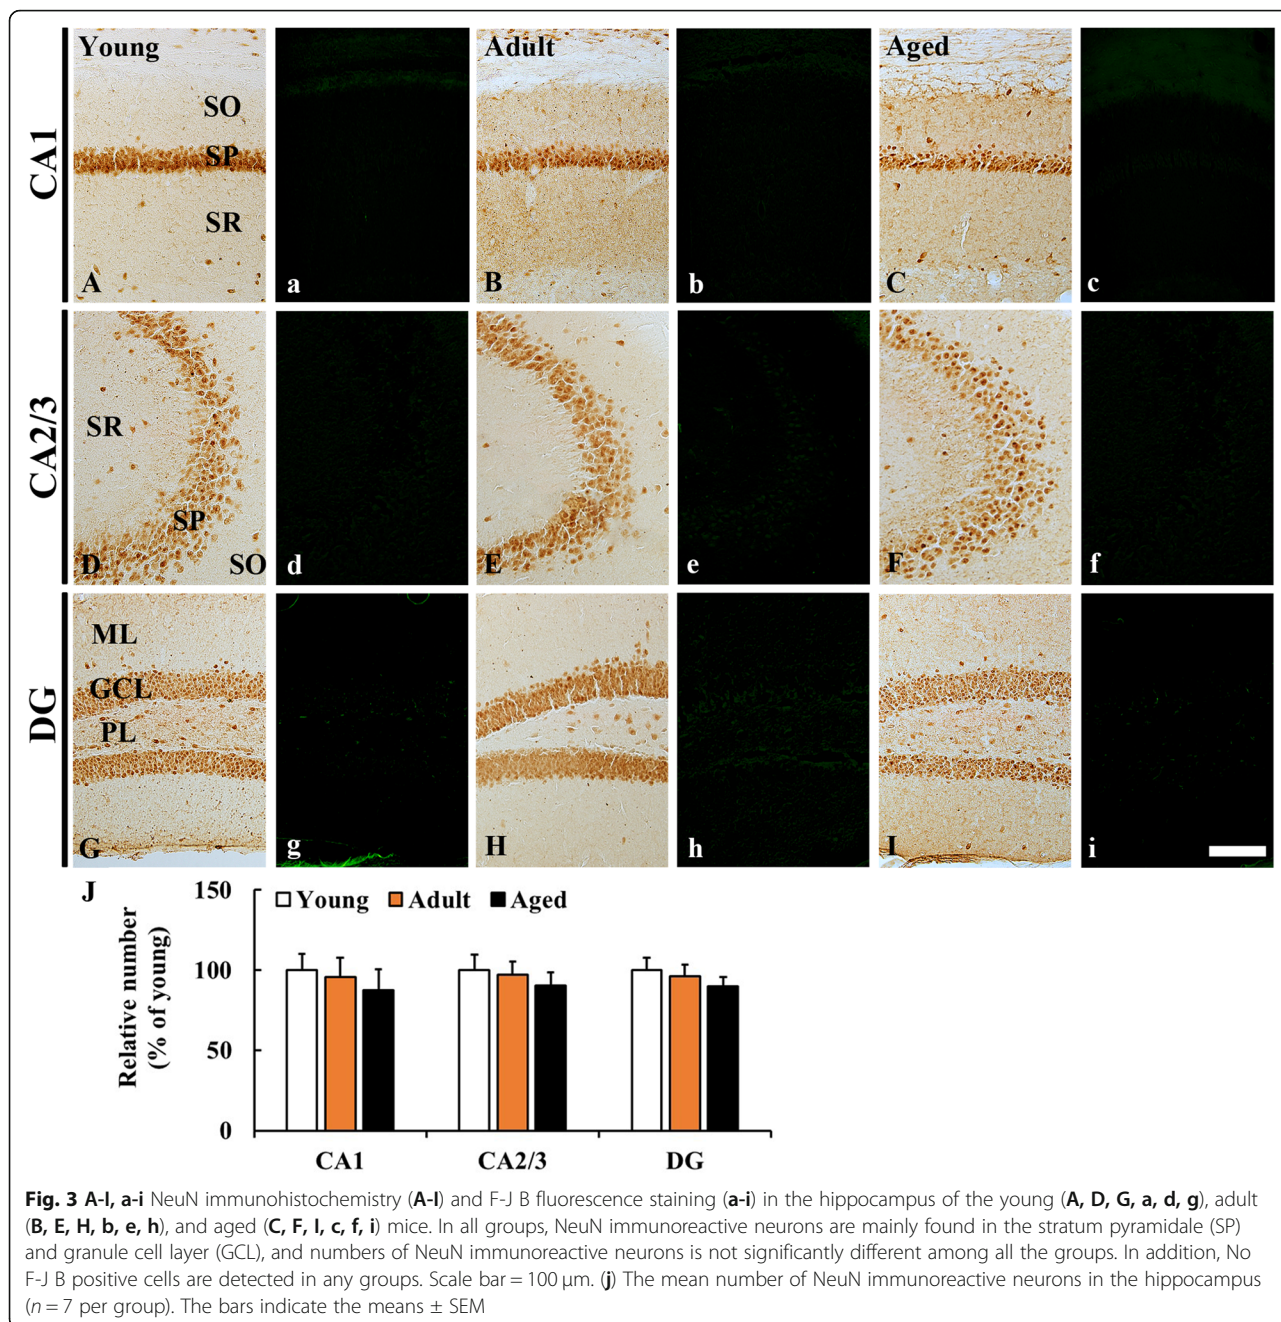 Young
Adult
Aged
CA1
SO
SP
SR
A
a
B
b
C
c
CA2/3
SR
SP
SO
D
d
E
e
F
f
DG
ML
GCL
PL
G
g
H
h
I
i
J
Relative number
(% of young)
150
100
50
0
Young Adult Aged
CA1 CA2/3 DG
Fig. 3 A-I, a-i NeuN immunohistochemistry (A-I) and F-J B fluorescence staining (a-i) in the hippocampus of the young (A, D, G, a, d, g), adult
(B, E, H, b, e, h), and aged (C, F, I, c, f, i) mice. In all groups, NeuN immunoreactive neurons are mainly found in the stratum pyramidale (SP)
and granule cell layer (GCL), and numbers of NeuN immunoreactive neurons is not significantly different among all the groups. In addition, No
F-J B positive cells are detected in any groups. Scale bar = 100 μm. (j) The mean number of NeuN immunoreactive neurons in the hippocampus
(n = 7 per group). The bars indicate the means ± SEM